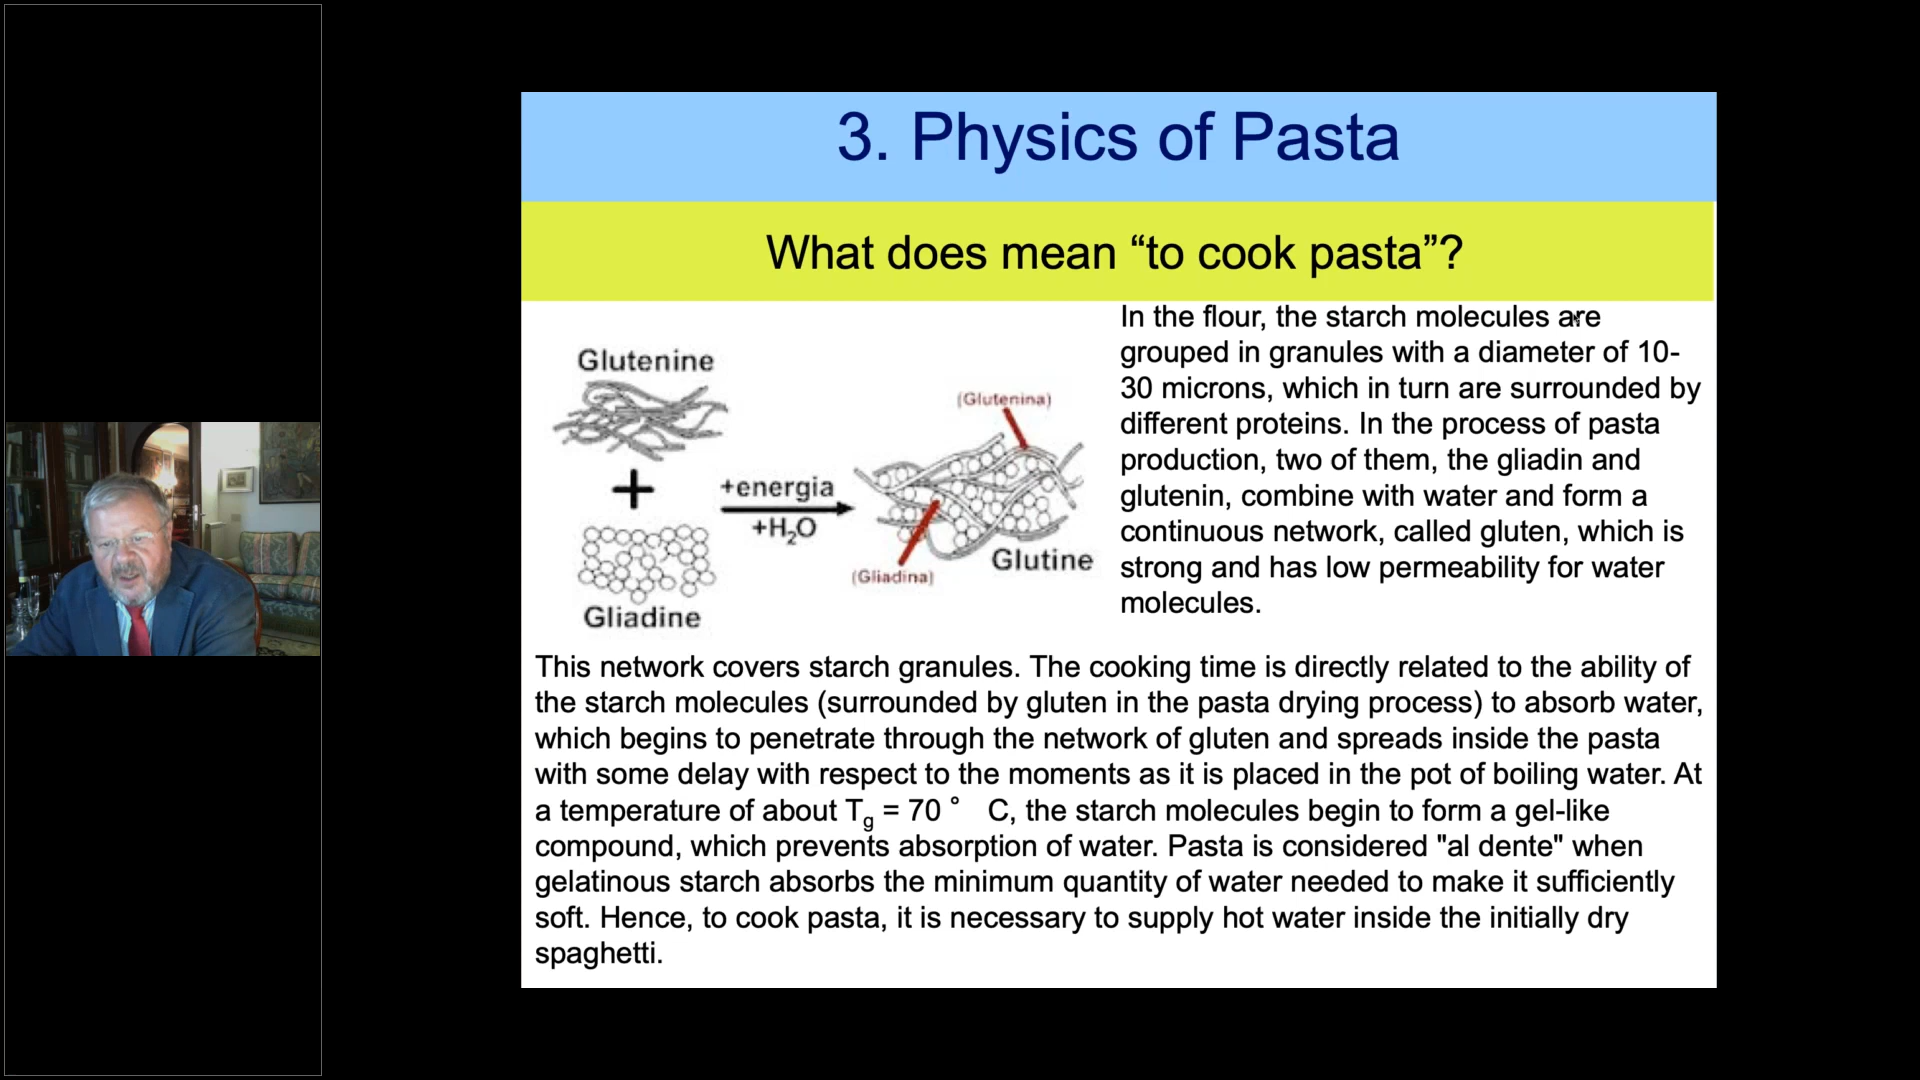 3. Physics of Pasta
What does mean “to cook pasta”?
Glutenine
+
Gliadine
+energia
+H₂O
(Glutenina)
(Gliadina)
Glutine
In the flour, the starch molecules are
grouped in granules with a diameter of 10-
30 microns, which in turn are surrounded by
different proteins. In the process of pasta
production, two of them, the gliadin and
glutenin, combine with water and form a
continuous network, called gluten, which is
strong and has low permeability for water
molecules.
This network covers starch granules. The cooking time is directly related to the ability of
the starch molecules (surrounded by gluten in the pasta drying process) to absorb water,
which begins to penetrate through the network of gluten and spreads inside the pasta
with some delay with respect to the moments as it is placed in the pot of boiling water. At
a temperature of about Tg = 70 ° C, the starch molecules begin to form a gel-like
compound, which prevents absorption of water. Pasta is considered "al dente" when
gelatinous starch absorbs the minimum quantity of water needed to make it sufficiently
soft. Hence, to cook pasta, it is necessary to supply hot water inside the initially dry
spaghetti.